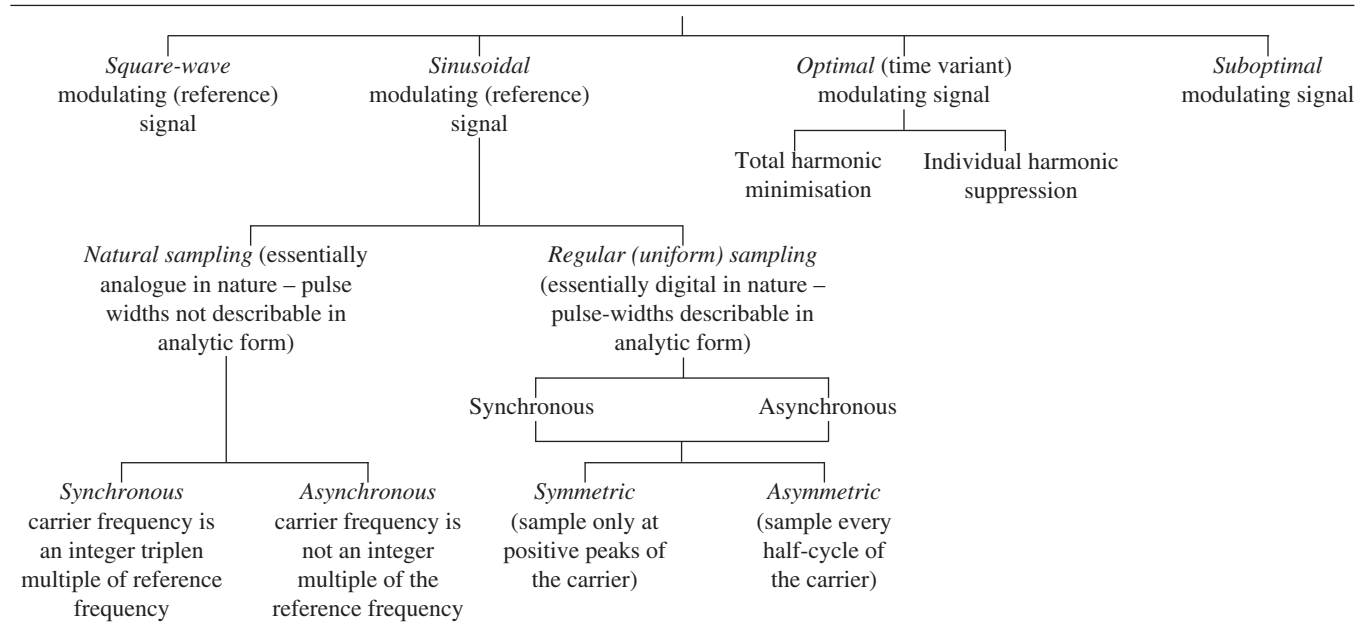 Square-wave
modulating (reference)
signal
Sinusoidal
modulating (reference)
signal
Optimal (time variant)
modulating signal
Suboptimal
modulating signal
Total harmonic
minimisation
Individual harmonic
suppression
Natural sampling (essentially
analogue in nature – pulse
widths not describable in
analytic form)
Regular (uniform) sampling
(essentially digital in nature –
pulse-widths describable in
analytic form)
Synchronous
Asynchronous
Synchronous
carrier frequency is
an integer triplen
multiple of reference
frequency
Asynchronous
carrier frequency is
not an integer
multiple of the
reference frequency
Symmetric
(sample only at
positive peaks of
the carrier)
Asymmetric
(sample every
half-cycle of
the carrier)